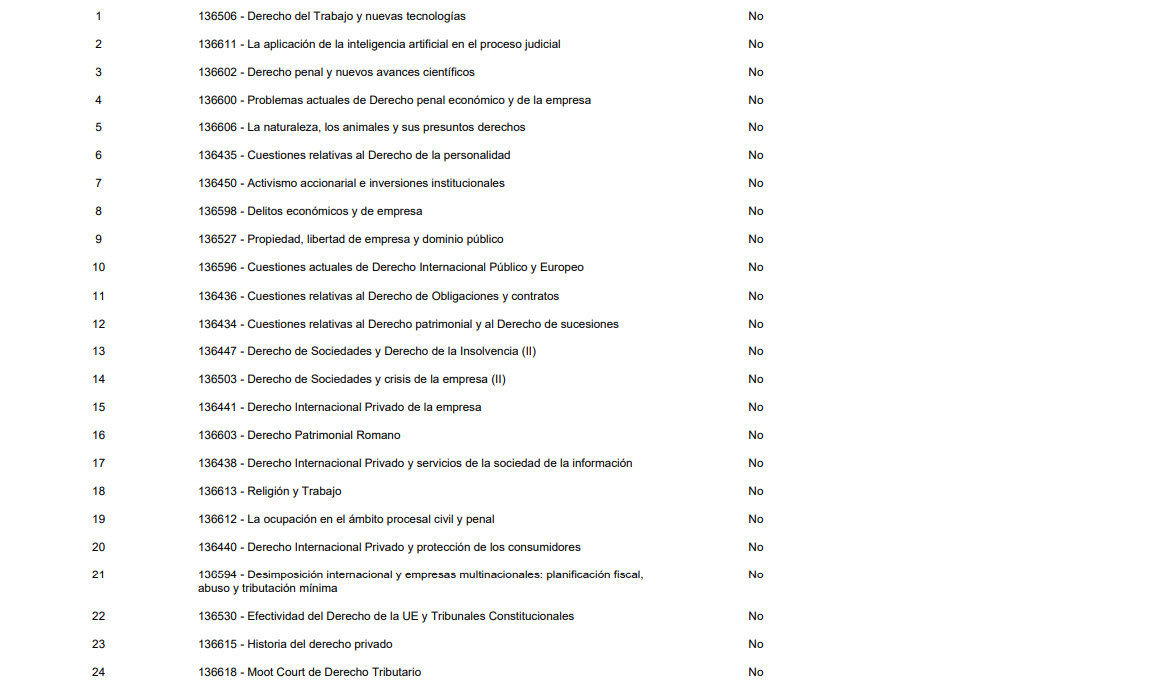 1 136506 - Derecho del Trabajo y nuevas tecnologías No
2 136611 - La aplicación de la inteligencia artificial en el proceso judicial No
3 136602 - Derecho penal y nuevos avances científicos No
4 136600 - Problemas actuales de Derecho penal económico y de la empresa No
5 136606 - La naturaleza, los animales y sus presuntos derechos No
6 136435 - Cuestiones relativas al Derecho de la personalidad No
7 136450 - Activismo accionarial e inversiones institucionales No
8 136598 - Delitos económicos y de empresa No
9 136527 - Propiedad, libertad de empresa y dominio público No
10 136596 - Cuestiones actuales de Derecho Internacional Público y Europeo No
11 136436 - Cuestiones relativas al Derecho de Obligaciones y contratos No
12 136434 - Cuestiones relativas al Derecho patrimonial y al Derecho de sucesiones No
13 136447 - Derecho de Sociedades y Derecho de la Insolvencia (II) No
14 136503 - Derecho de Sociedades y crisis de la empresa (II) No
15 136441 - Derecho Internacional Privado de la empresa No
16 136603 - Derecho Patrimonial Romano No
17 136438 - Derecho Internacional Privado y servicios de la sociedad de la información No
18 136613 - Religión y Trabajo No
19 136612 - La ocupación en el ámbito procesal civil y penal No
20 136440 - Derecho Internacional Privado y protección de los consumidores No
21 136594 - Desimposición internacional y empresas multinacionales: planificación fiscal, No
abuso y tributación mínima
22 136530 - Efectividad del Derecho de la UE y Tribunales Constitucionales No
23 136615 - Historia del derecho privado No
24 136618 - Moot Court de Derecho Tributario No